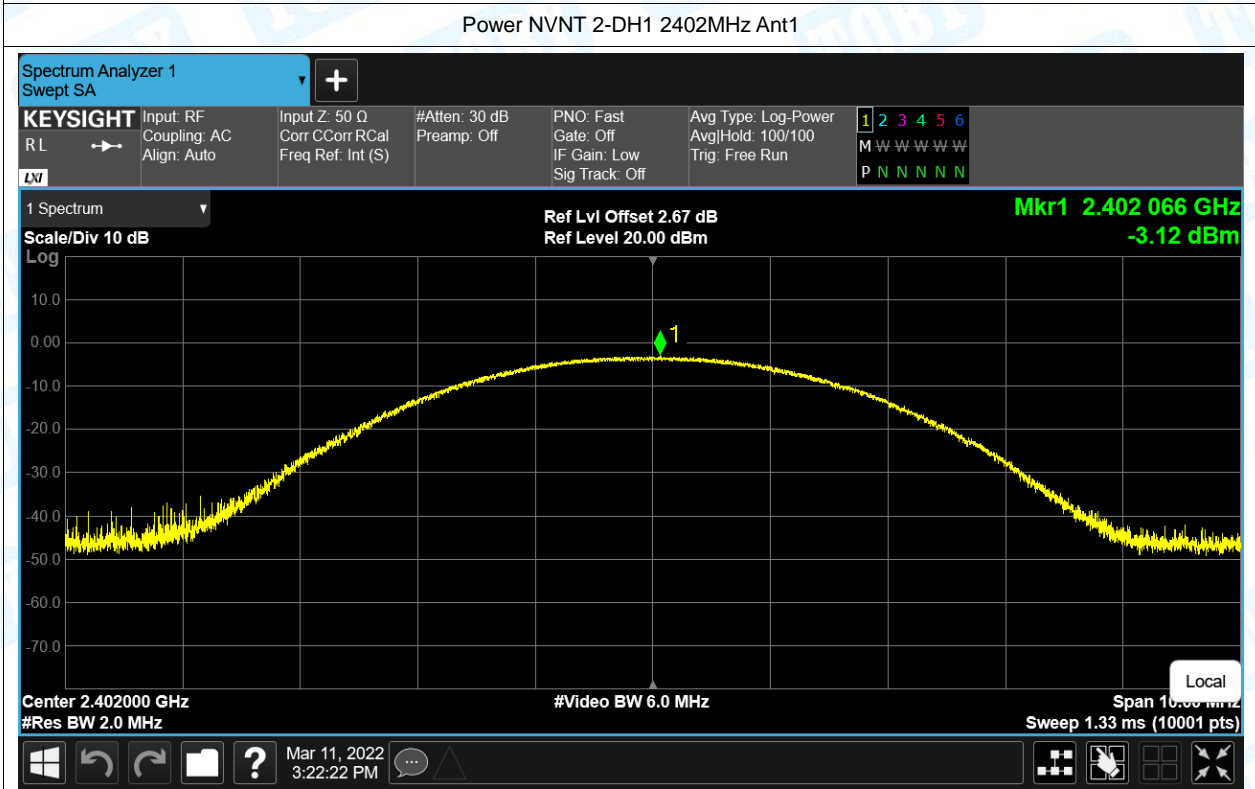 Power NVNT 2-DH1 2402MHz Ant1
Spectrum Analyzer 1
Swept SA
KEYSIGHT
R L
LXI
Input: RF
Coupling: AC
Align: Auto
Input Z: 50 Ω
Corr CCorr RCal
Freq Ref: Int (S)
#Atten: 30 dB
Preamp: Off
PNO: Fast
Gate: Off
IF Gain: Low
Sig Track: Off
Avg Type: Log-Power
Avg|Hold: 100/100
Trig: Free Run
1 2 3 4 5 6
M W W W W W
P N N N N N
1 Spectrum
Scale/Div 10 dB
Ref Lvl Offset 2.67 dB
Ref Level 20.00 dBm
Mkr1 2.402 066 GHz
-3.12 dBm
Log
10.0
0.00
1
-10.0
-20.0
-30.0
-40.0
-50.0
-60.0
-70.0
Local
Center 2.402000 GHz
#Res BW 2.0 MHz
#Video BW 6.0 MHz
Span 10.00 MHz
Sweep 1.33 ms (10001 pts)
?
Mar 11, 2022
3:22:22 PM